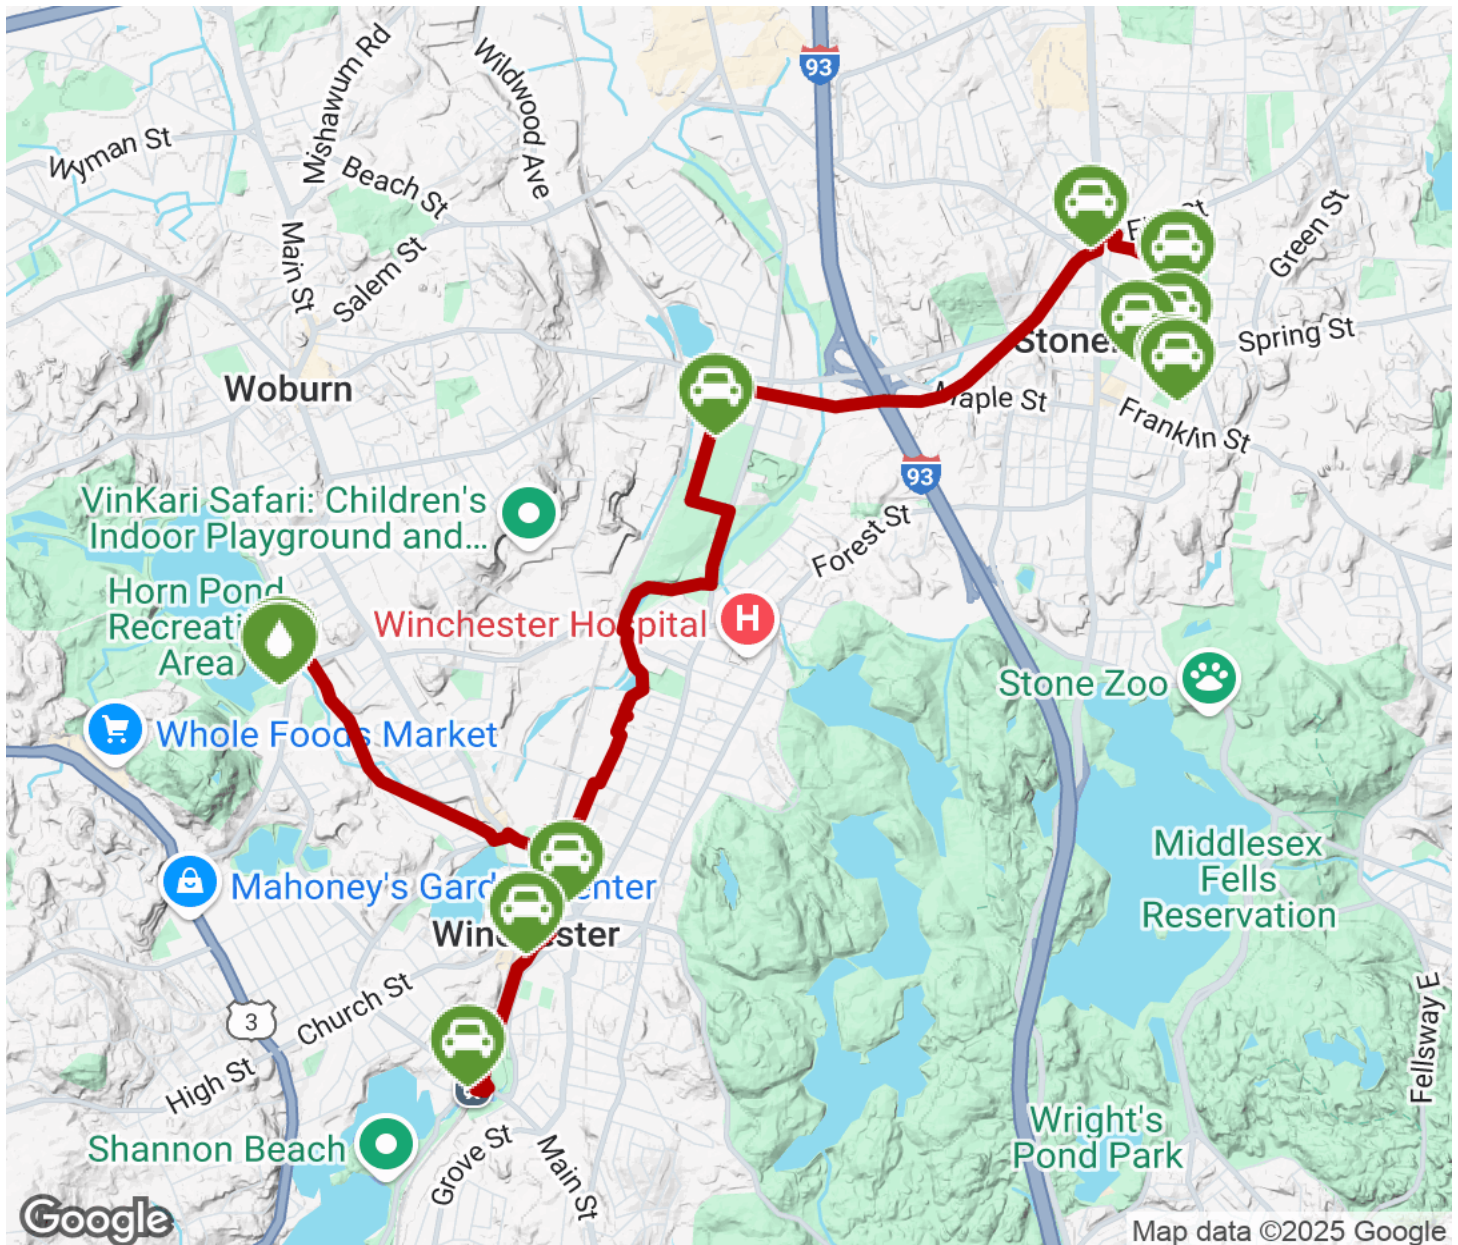 93
Mishawum Rd
Wildwood Ave
Wyman St
Beach St
Main St
Salem St
Green St
Spring St
Woburn
Maple St
Franklin St
93
VinKari Safari: Children's
Indoor Playground and...
Forest St
Horn Pond
Area
Winchester Hospital
H
Stone Zoo
Whole Foods Market
Middlesex
Fells
Reservation
3
Church St
High St
Fellsway E
Shannon Beach
Grove St
Main St
Wright's
Pond Park
Google
Map data ©2025 Google